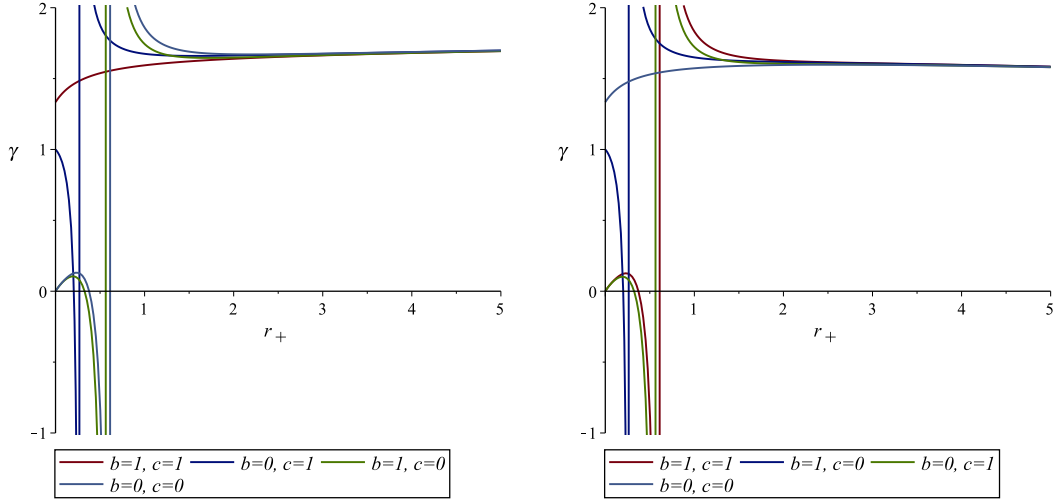 2
1
γ
0
-1
1
2
3
4
5
r+
b=1, c=1 b=0, c=1 b=1, c=0
b=0, c=0
2
1
γ
0
-1
1
2
3
4
5
r+
b=1, c=1 b=1, c=0 b=0, c=1
b=0, c=0